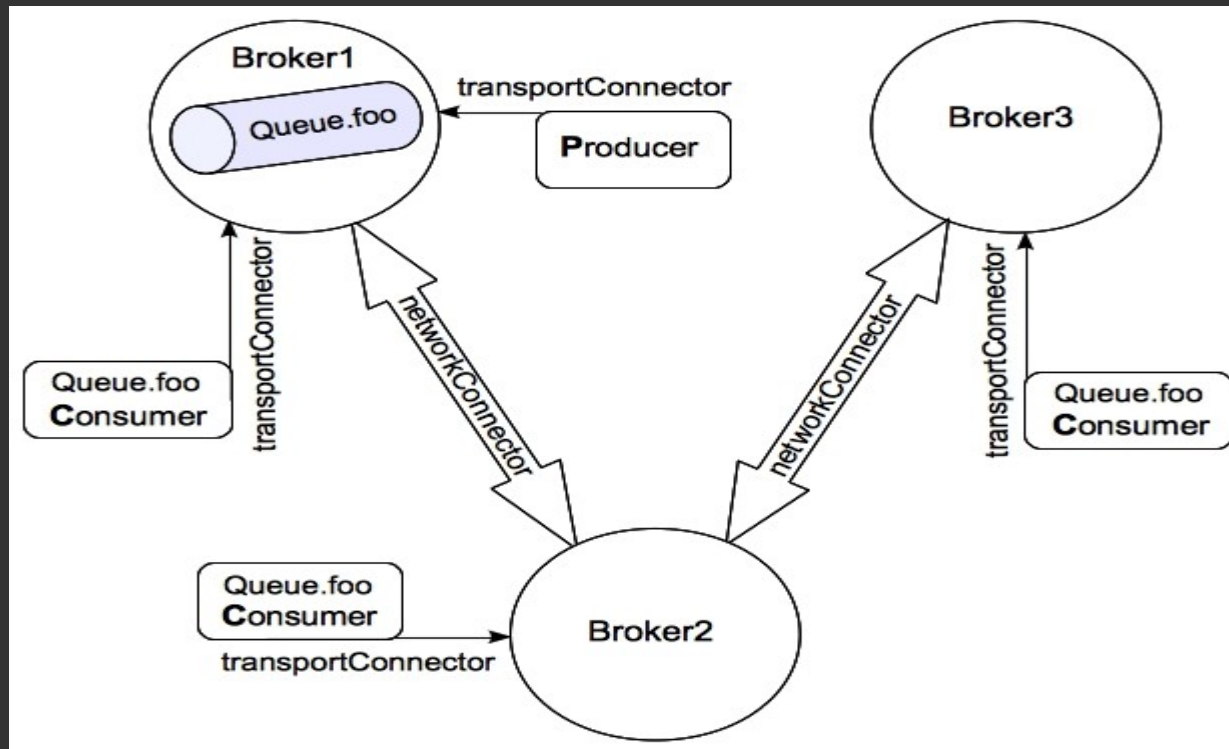 Broker1
Queue.foo
transportConnector
Producer
Broker3
transportConnector
Queue.foo
Consumer
networkConnector
networkConnector
transportConnector
Queue.foo
Consumer
Queue.foo
Consumer
transportConnector
Broker2